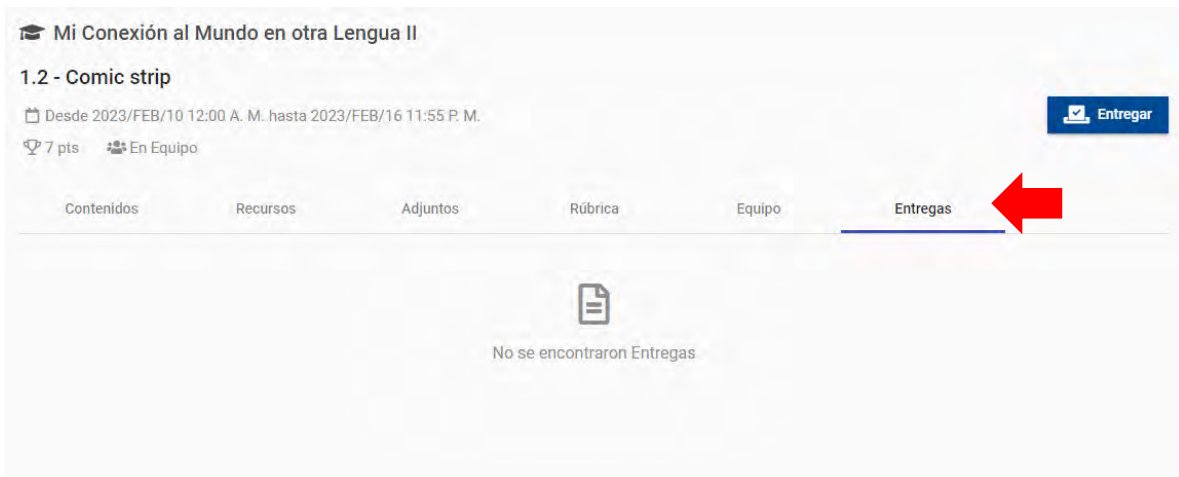 Mi Conexión al Mundo en otra Lengua II
1.2 - Comic strip
Desde 2023/FEB/10 12:00 A. M. hasta 2023/FEB/16 11:55 P. M.
Entregar
7 pts En Equipo
Contenidos Recursos Adjuntos Rúbrica Equipo Entregas
No se encontraron Entregas